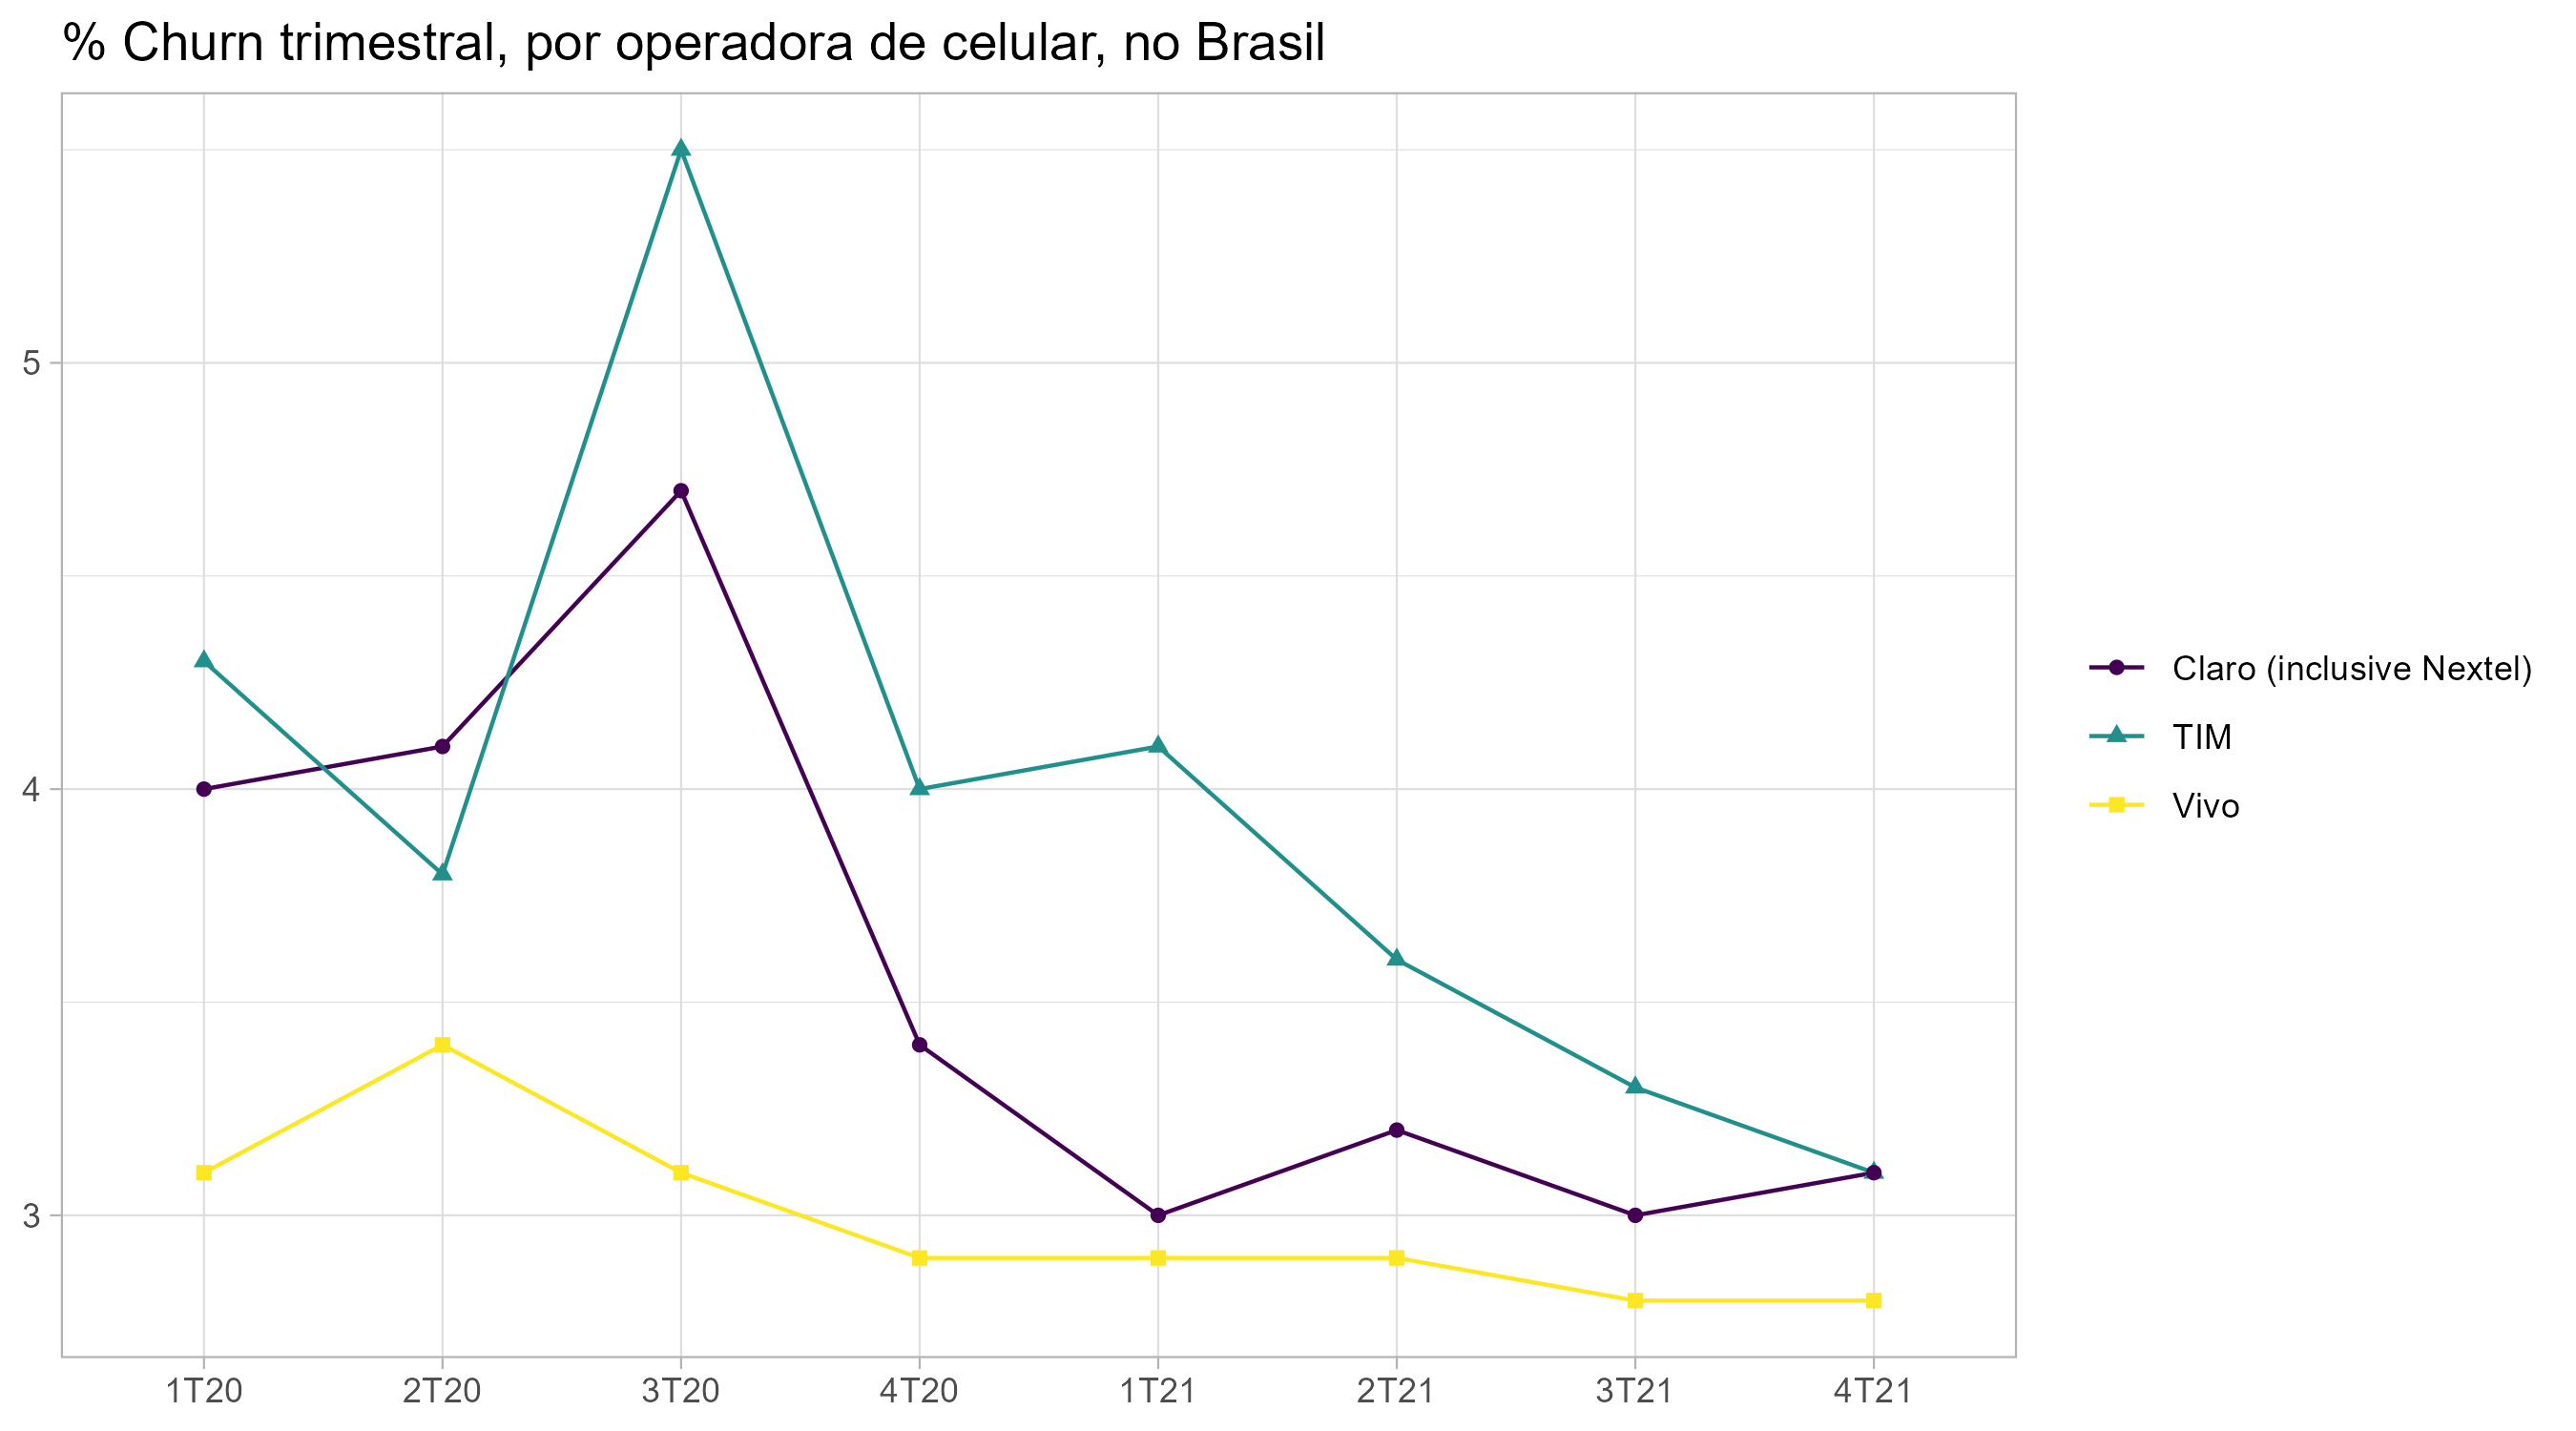 % Churn trimestral, por operadora de celular, no Brasil
5
4
3
1T20 2T20 3T20 4T20 1T21 2T21 3T21 4T21
Claro (inclusive Nextel)
TIM
Vivo